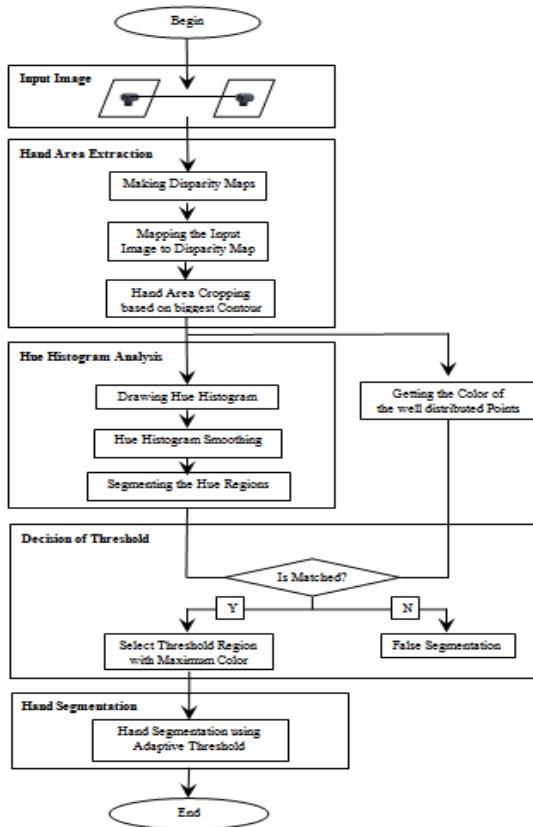 Begin
Input Image
Hand Area Extraction
Making Disparity Maps
Mapping the Input
Image to Disparity Map
Hand Area Cropping
based on biggest Contour
Hue Histogram Analysis
Drawing Hue Histogram
Hue Histogram Smoothing
Segmenting the Hue Regions
Getting the Color of
the well distributed Points
Decision of Threshold
Is Matched?
Y
N
Select Threshold Region
with Maximum Color
False Segmentation
Hand Segmentation
Hand Segmentation using
Adaptive Threshold
End